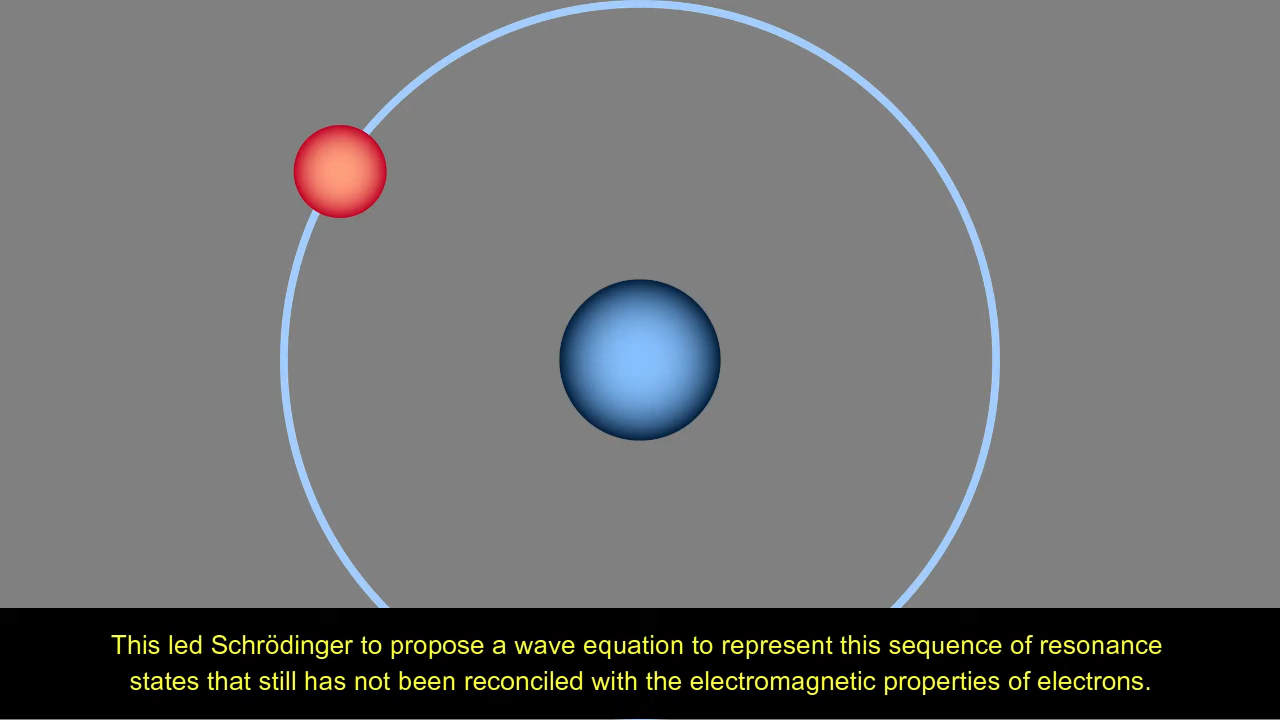 This led Schrödinger to propose a wave equation to represent this sequence of resonance
states that still has not been reconciled with the electromagnetic properties of electrons.